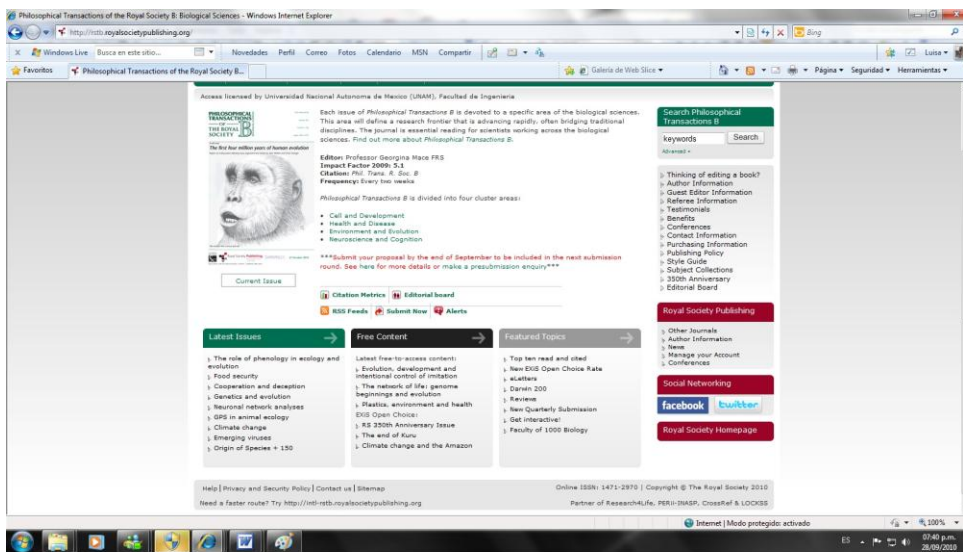 Philosophical Transactions of the Royal Society B: Biological Sciences - Windows Internet Explorer
http://rstb.royalsocietypublishing.org/
Bing
Windows Live
Busca en este sitio...
Novedades Perfil Correo Fotos Calendario MSN Compartir
Luisa
Favoritos
Philosophical Transactions of the Royal Society B...
Galería de Web Slice
Página Seguridad Herramientas
Access licensed by Universidad Nacional Autonoma de Mexico (UNAM), Facultad de Ingenieria
PHILOSOPHICAL
TRANSACTIONS
OF
THE ROYAL
SOCIETY B
The first four million years of human evolution
Current Issue
Each issue of Philosophical Transactions B is devoted to a specific area of the biological sciences.
This area will define a research frontier that is advancing rapidly, often bridging traditional
disciplines. The journal is essential reading for scientists working across the biological
sciences. Find out more about Philosophical Transactions B.
Editor: Professor Georgina Mace FRS
Impact Factor 2009: 5.1
Citation: Phil. Trans. R. Soc. B
Frequency: Every two weeks
Philosophical Transactions B is divided into four cluster areas:
Cell and Development
Health and Disease
Environment and Evolution
Neuroscience and Cognition
***Submit your proposal by the end of September to be included in the next submission
round. See here for more details or make a presubmission enquiry***
Citation Metrics Editorial board
RSS Feeds Submit Now Alerts
Search Philosophical
Transactions B
keywords
Search
Advanced »
Thinking of editing a book?
Author Information
Guest Editor Information
Referee Information
Testimonials
Benefits
Conferences
Contact Information
Purchasing Information
Publishing Policy
Style Guide
Subject Collections
350th Anniversary
Editorial Board
Royal Society Publishing
Other Journals
Author Information
News
Manage your Account
Conferences
Social Networking
facebook
twitter
Royal Society Homepage
Latest Issues
The role of phenology in ecology and
evolution
Food security
Cooperation and deception
Genetics and evolution
Neuronal network analyses
GPS in animal ecology
Climate change
Emerging viruses
Origin of Species + 150
Free Content
Latest free-to-access content:
Evolution, development and
intentional control of imitation
The network of life: genome
beginnings and evolution
Plastics, environment and health
EXiS Open Choice:
RS 350th Anniversary Issue
The end of Kuru
Climate change and the Amazon
Featured Topics
Top ten read and cited
New EXiS Open Choice Rate
eLetters
Darwin 200
Reviews
New Quarterly Submission
Get interactive!
Faculty of 1000 Biology
Help | Privacy and Security Policy | Contact us | Sitemap
Online ISSN: 1471-2970 | Copyright © The Royal Society 2010
Need a faster route? Try http://intl-rstb.royalsocietypublishing.org
Partner of Research4Life, PERii-INASP, CrossRef & LOCKSS
Internet | Modo protegido: activado
100%
ES
07:40 p.m.
28/09/2010